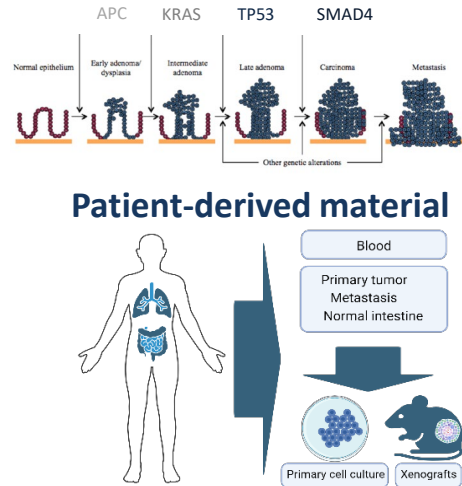 APC KRAS TP53 SMAD4
Normal epithelium
Early adenoma/
dysplasia
Intermediate
adenoma
Late adenoma
Carcinoma
Metastasis
Other genetic alterations
Patient-derived material
Blood
Primary tumor
Metastasis
Normal intestine
Primary cell culture
Xenografts